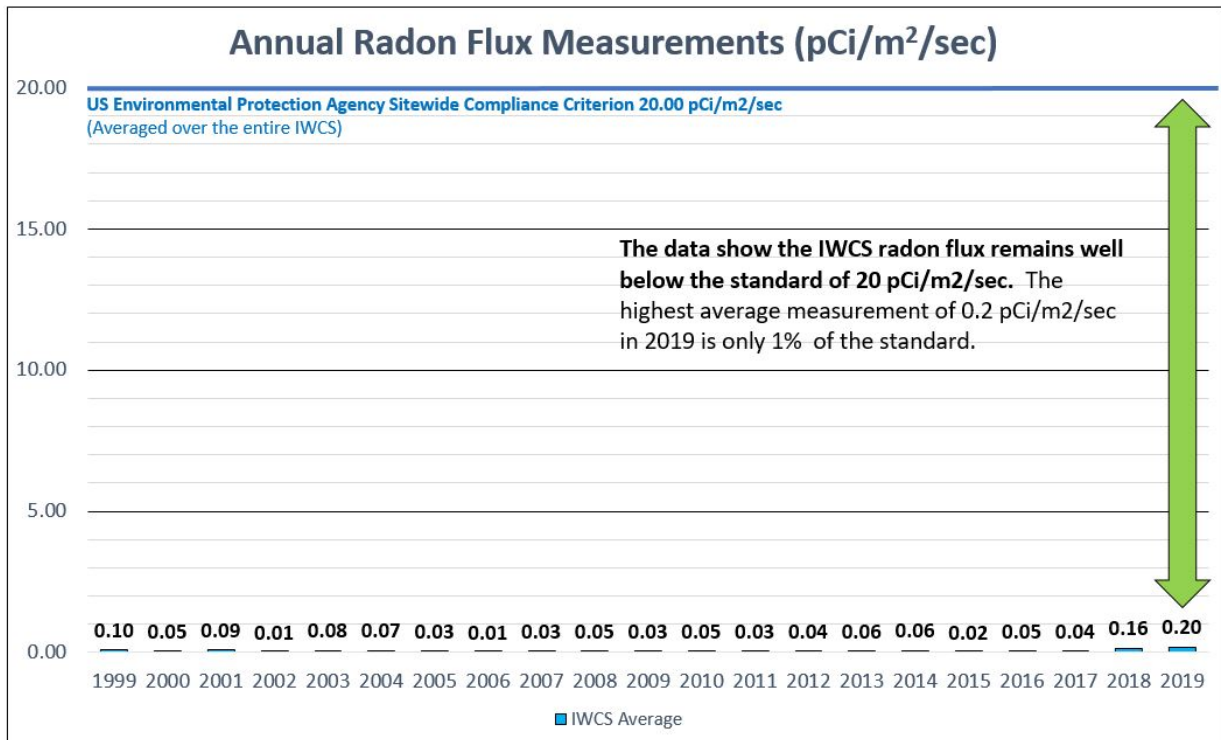 Annual Radon Flux Measurements (pCi/m²/sec)
20.00
US Environmental Protection Agency Sitewide Compliance Criterion 20.00 pCi/m2/sec
(Averaged over the entire IWCS)
15.00
The data show the IWCS radon flux remains well
below the standard of 20 pCi/m2/sec. The
highest average measurement of 0.2 pCi/m2/sec
in 2019 is only 1% of the standard.
10.00
5.00
0.10 0.05 0.09 0.01 0.08 0.07 0.03 0.01 0.03 0.05 0.03 0.05 0.03 0.04 0.06 0.06 0.02 0.05 0.04 0.16 0.20
0.00
1999 2000 2001 2002 2003 2004 2005 2006 2007 2008 2009 2010 2011 2012 2013 2014 2015 2016 2017 2018 2019
IWCS Average